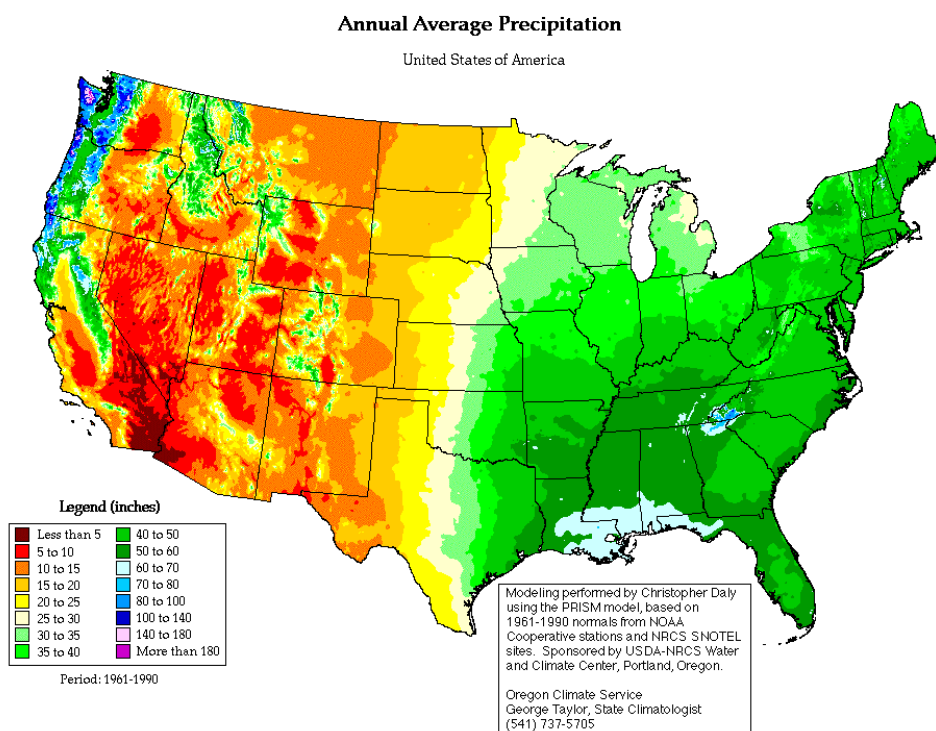 Annual Average Precipitation
United States of America
Legend (inches)
Less than 5
5 to 10
10 to 15
15 to 20
20 to 25
25 to 30
30 to 35
35 to 40
40 to 50
50 to 60
60 to 70
70 to 80
80 to 100
100 to 140
140 to 180
More than 180
Period: 1961-1990
Modeling performed by Christopher Daly
using the PRISM model, based on
1961-1990 normals from NOAA
Cooperative stations and NRCS SNOTEL
sites. Sponsored by USDA-NRCS Water
and Climate Center, Portland, Oregon.
Oregon Climate Service
George Taylor, State Climatologist
(541) 737-5705